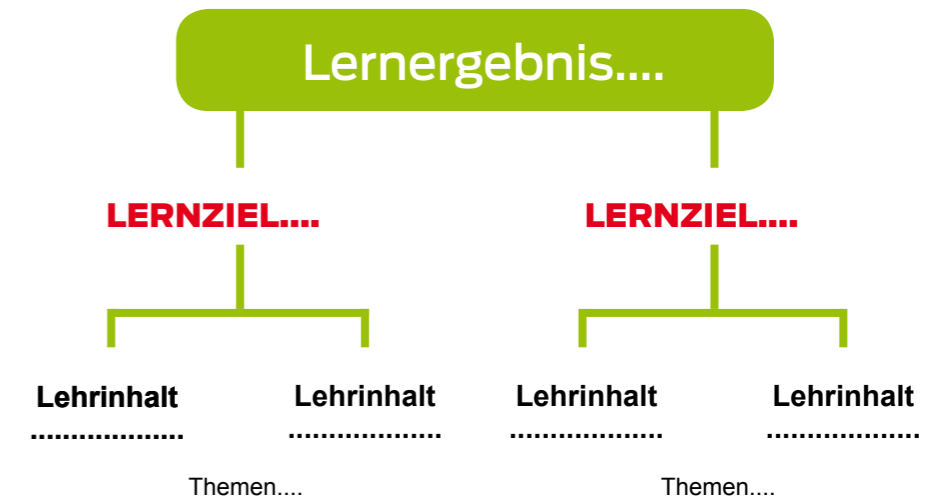 Lernergebnis....
LERNZIEL.... LERNZIEL....
Lehrinhalt Lehrinhalt Lehrinhalt Lehrinhalt
................... ................... ................... ...................
Themen.... Themen....